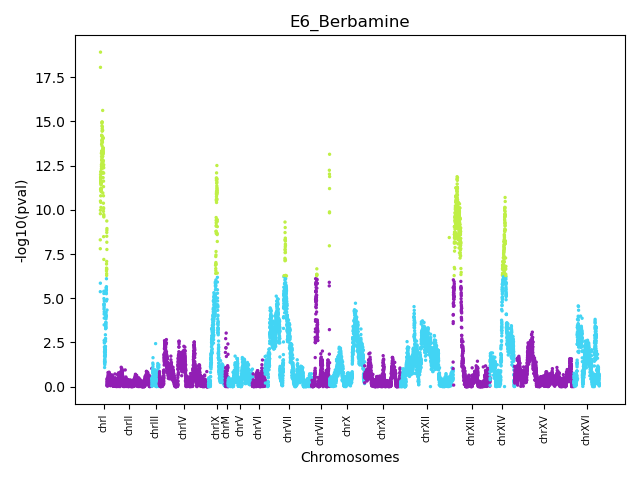 E6_Berbamine
-log10(pval)
17.5
15.0
12.5
10.0
7.5
5.0
2.5
0.0
chrI
chrII
chrIII
chrIV
chrIX
chrM
chrV
chrVI
chrVII
chrVIII
chrX
chrXI
chrXII
chrXIII
chrXIV
chrXV
chrXVI
Chromosomes